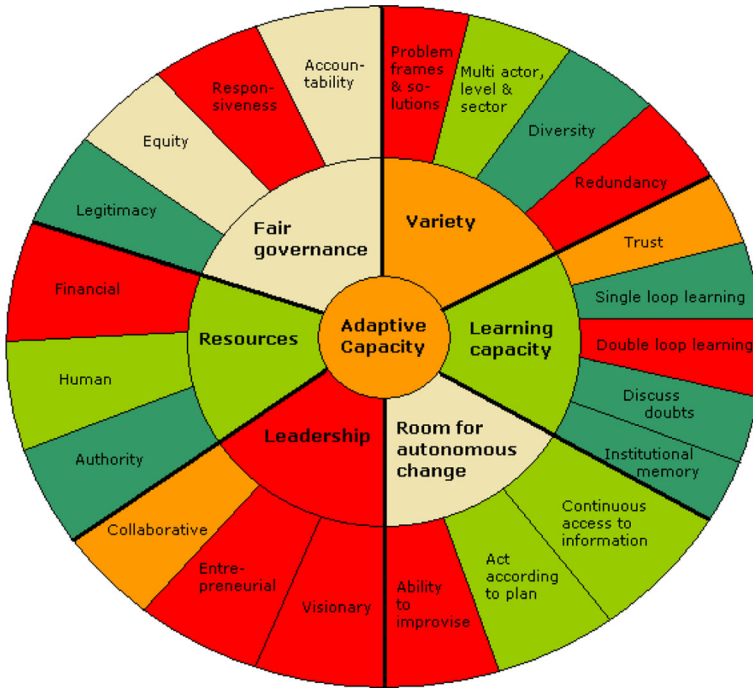 Accoun-
tability
Respon-
siveness
Equity
Legitimacy
Problem
frames
& so-
lutions
Multi actor,
level &
sector
Diversity
Redundancy
Fair
governance
Variety
Trust
Single loop learning
Double loop learning
Discuss
doubts
Institutional
memory
Financial
Human
Authority
Resources
Adaptive
Capacity
Learning
capacity
Leadership
Room for
autonomous
change
Collaborative
Entre-
preneurial
Visionary
Ability
to
improvise
Act
according
to plan
Continuous
access to
information